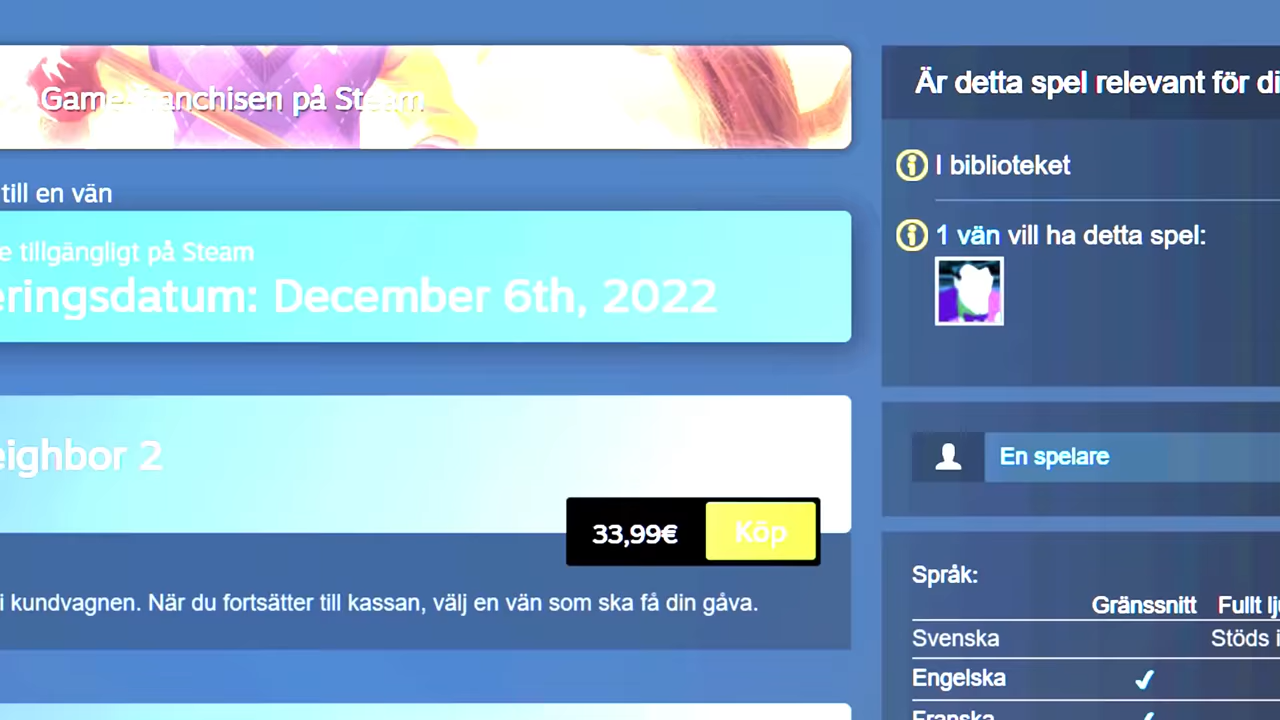 Game-franchisen på Steam
till en vän
e tillgängligt på Steam
eringsdatum: December 6th, 2022
eighbor 2
33,99€ Köp
i kundvagnen. När du fortsätter till kassan, välj en vän som ska få din gåva.
Är detta spel relevant för di
I biblioteket
1 vän vill ha detta spel:
En spelare
Språk:
Gränssnitt Fullt lju
Svenska Stöds i
Engelska ✔
Franska ✔